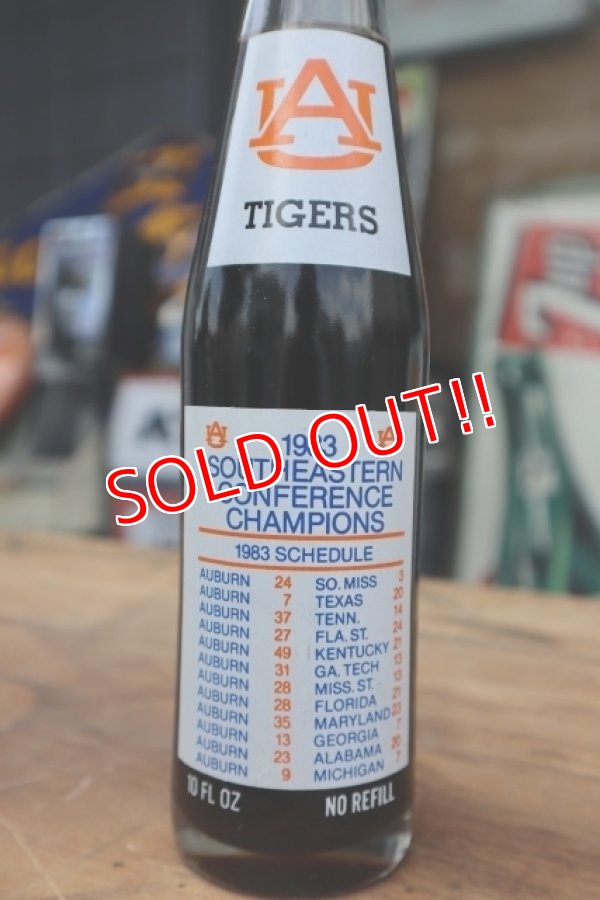 AU
TIGERS
SOLD OUT!!
1983
SOUTHEASTERN
CONFERENCE
CHAMPIONS
1983 SCHEDULE
AUBURN 24 SO. MISS 3
AUBURN 7 TEXAS 20
AUBURN 37 TENN. 14
AUBURN 27 FLA. ST. 24
AUBURN 49 KENTUCKY 21
AUBURN 31 GA. TECH 13
AUBURN 28 MISS. ST. 13
AUBURN 28 FLORIDA 21
AUBURN 35 MARYLAND 23
AUBURN 13 GEORGIA 7
AUBURN 23 ALABAMA 20
AUBURN 9 MICHIGAN 7
10 FL OZ NO REFILL